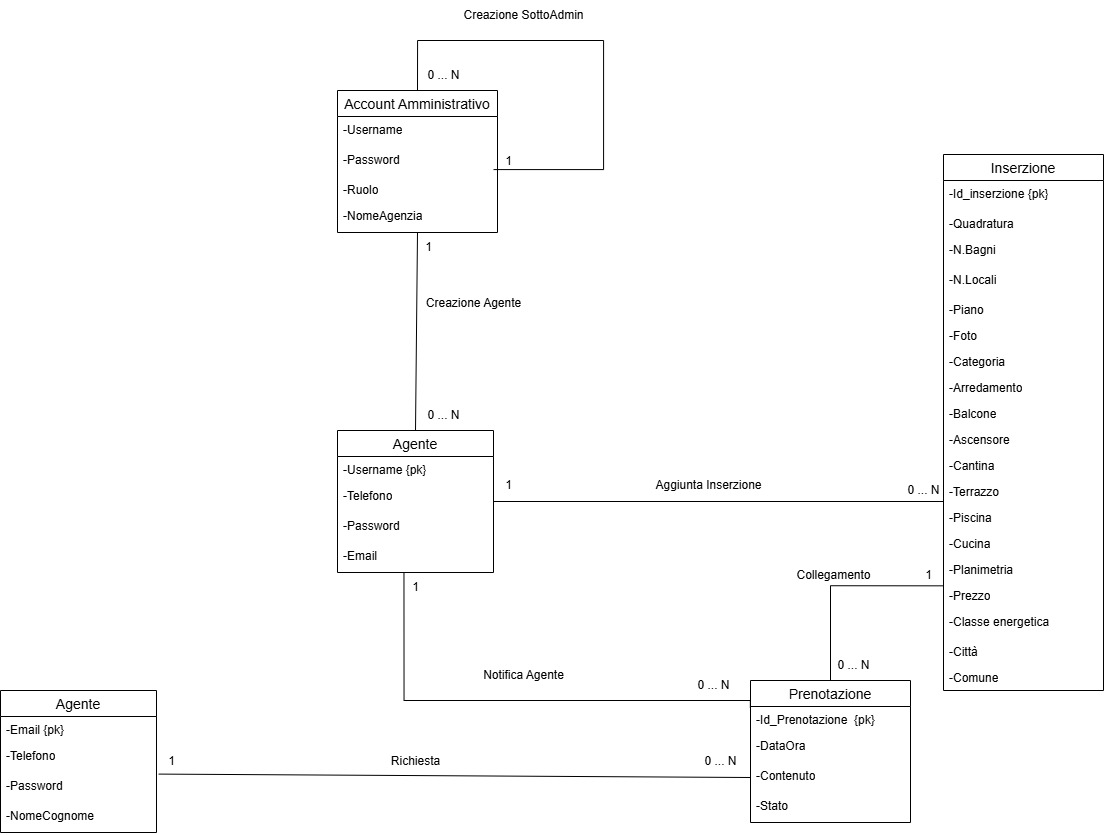 Creazione SottoAdmin
0 ... N
Account Amministrativo
-Username
-Password
-Ruolo
-NomeAgenzia
1
1
Creazione Agente
0 ... N
Agente
-Username {pk}
-Telefono
-Password
-Email
1
Aggiunta Inserzione
0 ... N
1
Notifica Agente
0 ... N
Inserzione
-Id_inserzione {pk}
-Quadratura
-N.Bagni
-N.Locali
-Piano
-Foto
-Categoria
-Arredamento
-Balcone
-Ascensore
-Cantina
-Terrazzo
-Piscina
-Cucina
-Planimetria
-Prezzo
-Classe energetica
-Città
-Comune
Collegamento
1
0 ... N
Prenotazione
-Id_Prenotazione {pk}
-DataOra
-Contenuto
-Stato
Agente
-Email {pk}
-Telefono
-Password
-NomeCognome
1
Richiesta
0 ... N